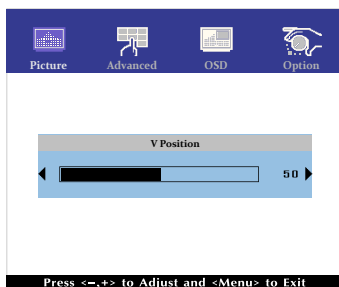 Picture Advanced OSD Option
V Position
50
Press <–,+> to Adjust and <Menu> to Exit